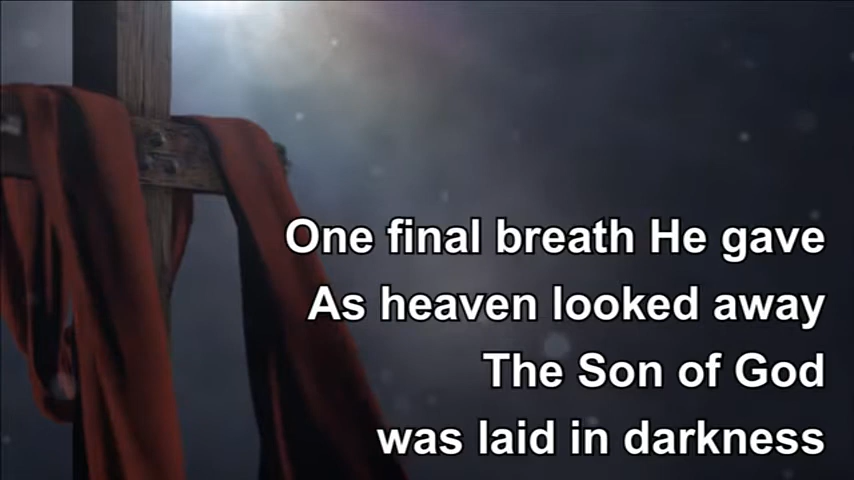 One final breath He gave
As heaven looked away
The Son of God
was laid in darkness